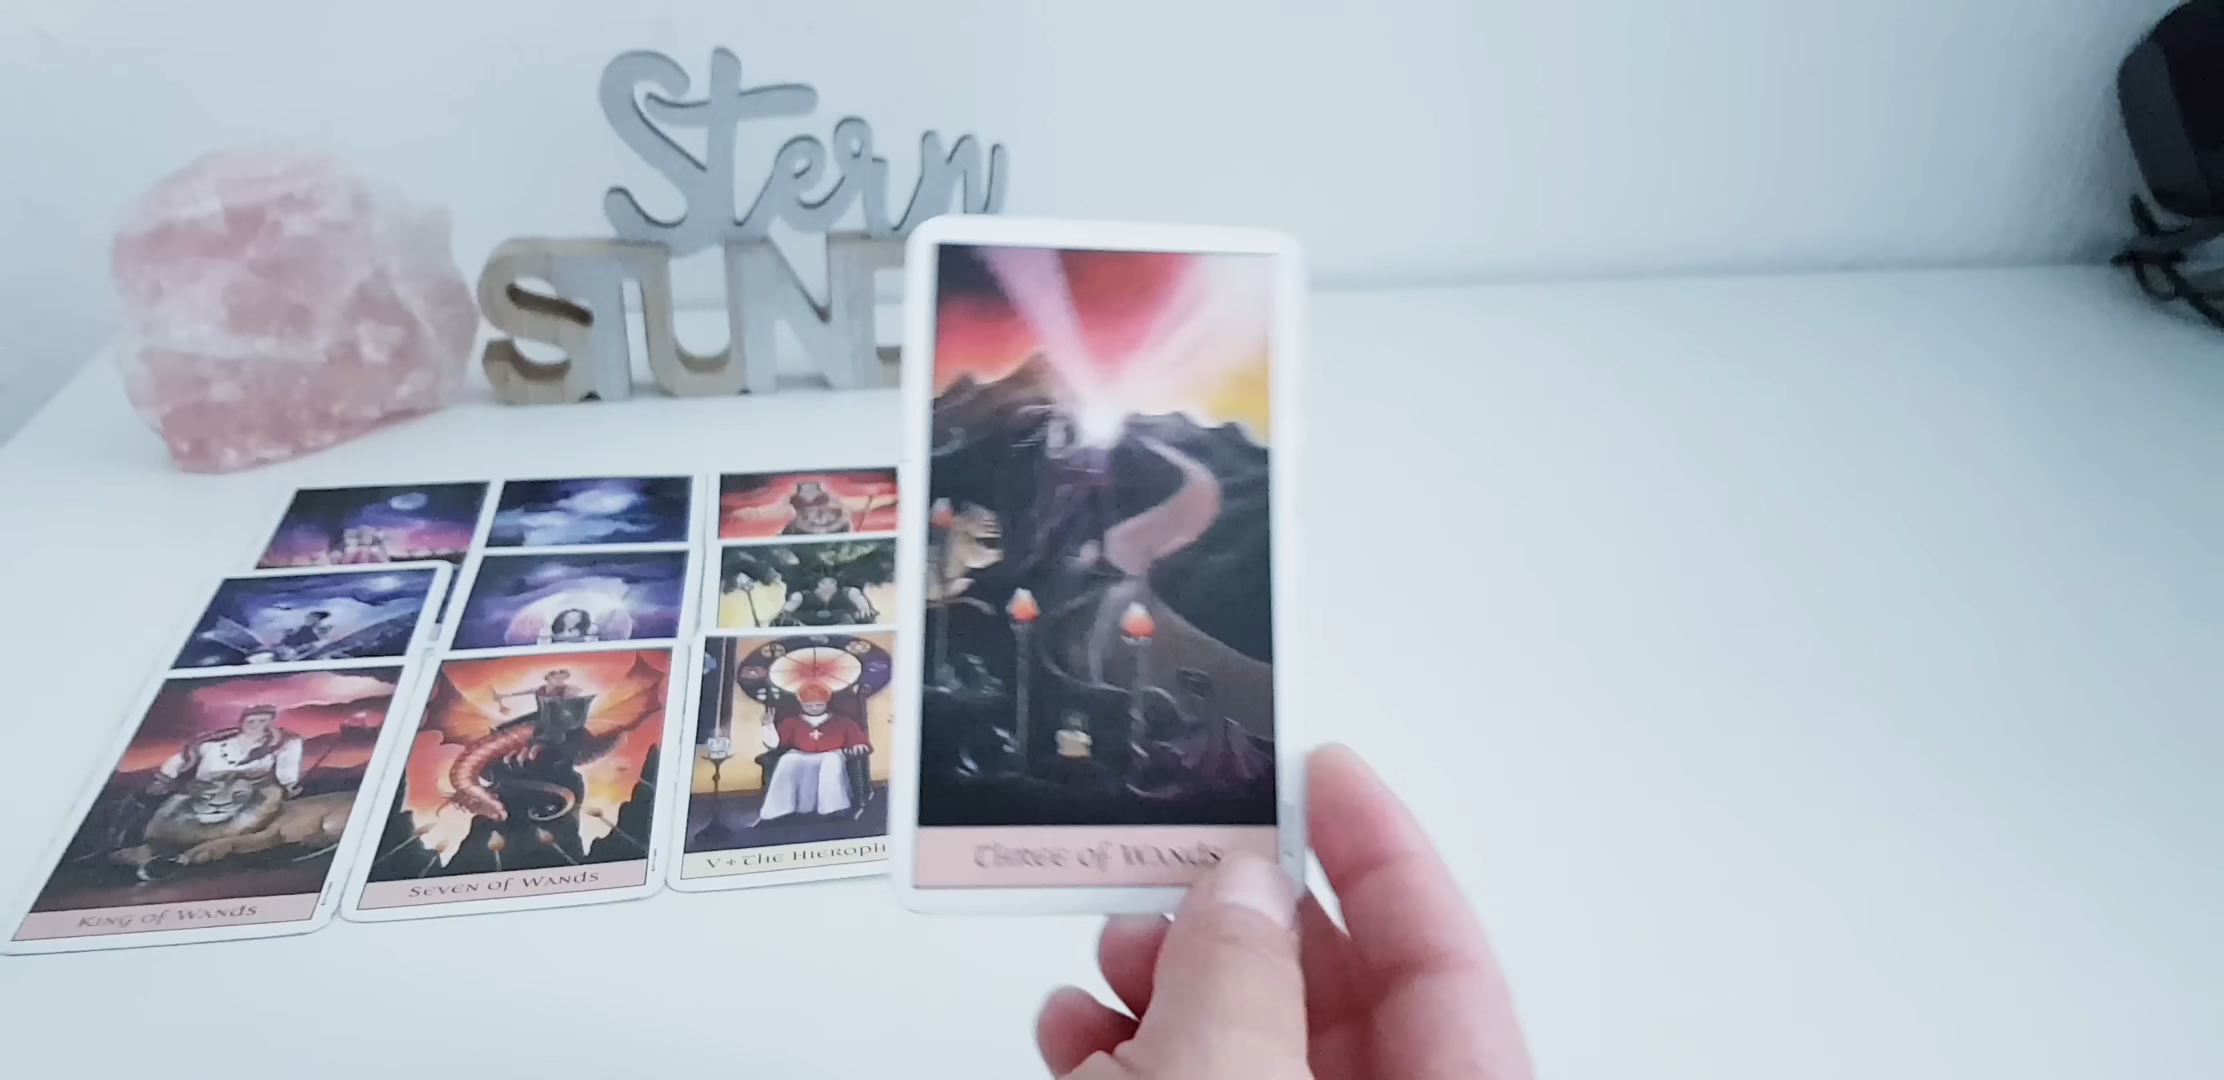 Stern
STUN
KING OF WANDS
SEVEN OF WANDS
V + THE HIEROPH
THREE OF WANDS